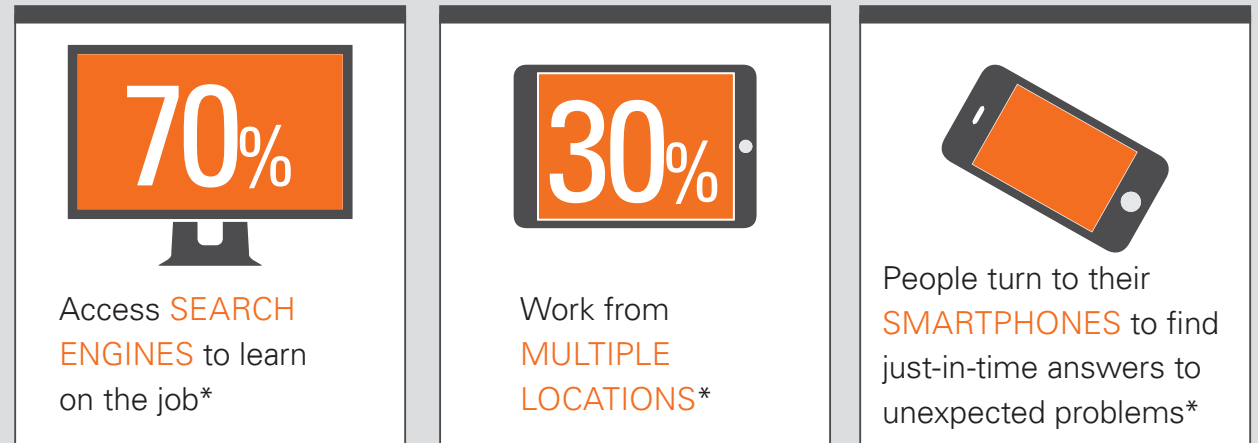 70%
Access SEARCH
ENGINES to learn
on the job*
30%
Work from
MULTIPLE
LOCATIONS*
People turn to their
SMARTPHONES to find
just-in-time answers to
unexpected problems*